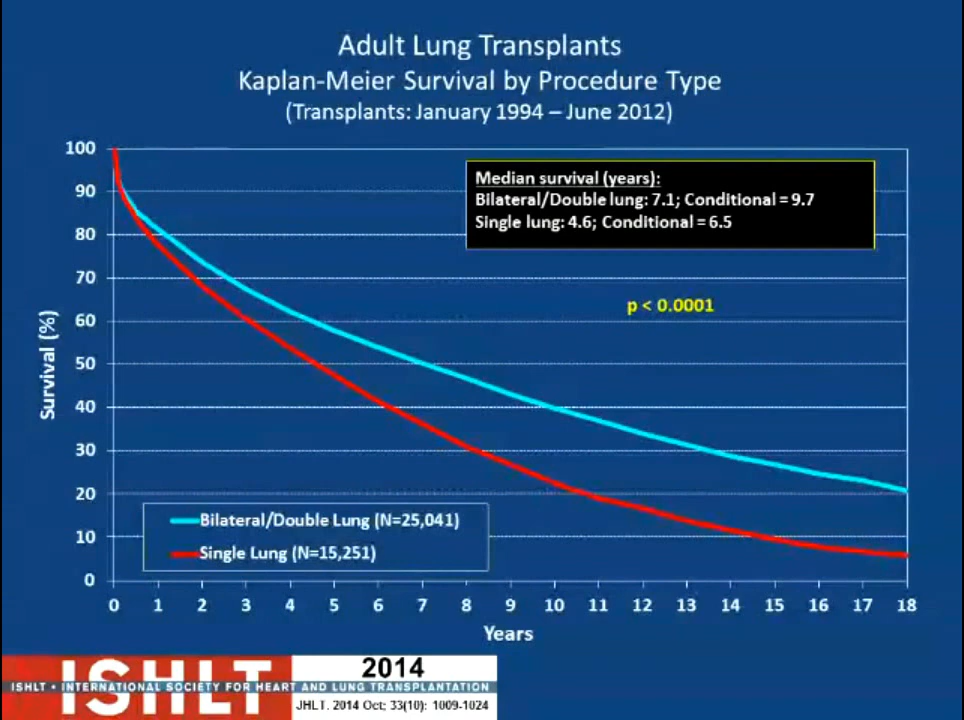 Adult Lung Transplants
Kaplan-Meier Survival by Procedure Type
(Transplants: January 1994 – June 2012)
Median survival (years):
Bilateral/Double lung: 7.1; Conditional = 9.7
Single lung: 4.6; Conditional = 6.5
p < 0.0001
Survival (%)
100
90
80
70
60
50
40
30
20
10
0
Bilateral/Double Lung (N=25,041)
Single Lung (N=15,251)
0 1 2 3 4 5 6 7 8 9 10 11 12 13 14 15 16 17 18
Years
ISHLT
2014
ISHLT • INTERNATIONAL SOCIETY FOR HEART AND LUNG TRANSPLANTATION
JHLT. 2014 Oct; 33(10): 1009-1024